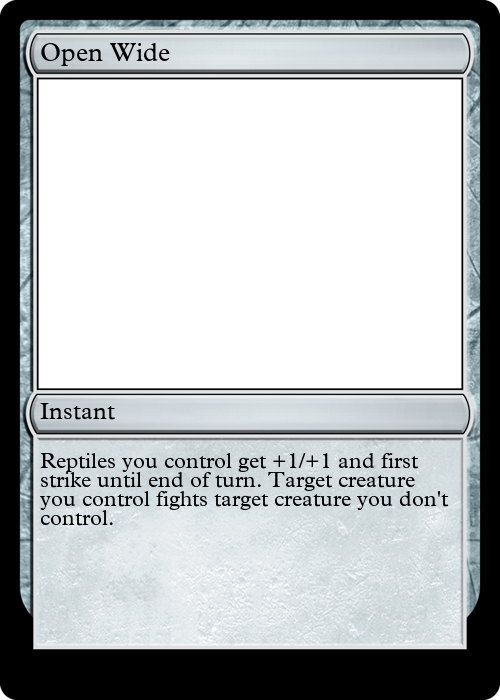 Open Wide
Instant
Reptiles you control get +1/+1 and first
strike until end of turn. Target creature
you control fights target creature you don't
control.